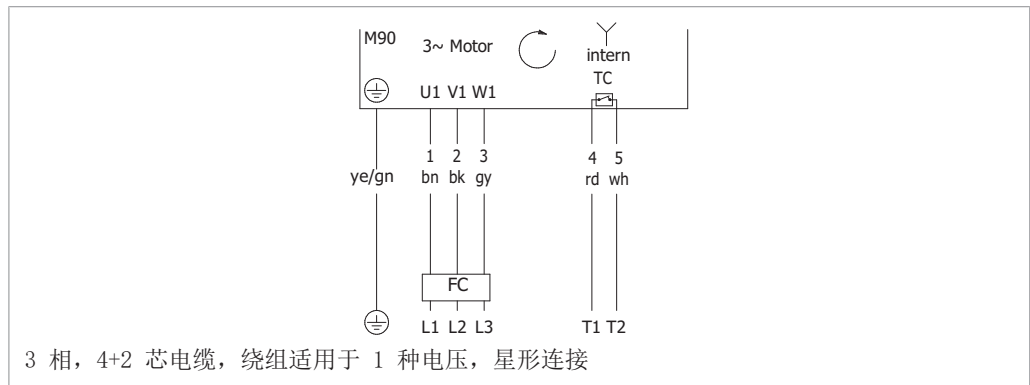 M90
3~ Motor
intern
TC
U1 V1 W1
1 2 3 4 5
ye/gn bn bk gy rd wh
FC
L1 L2 L3 T1 T2
3 相，4+2 芯电缆，绕组适用于 1 种电压，星形连接